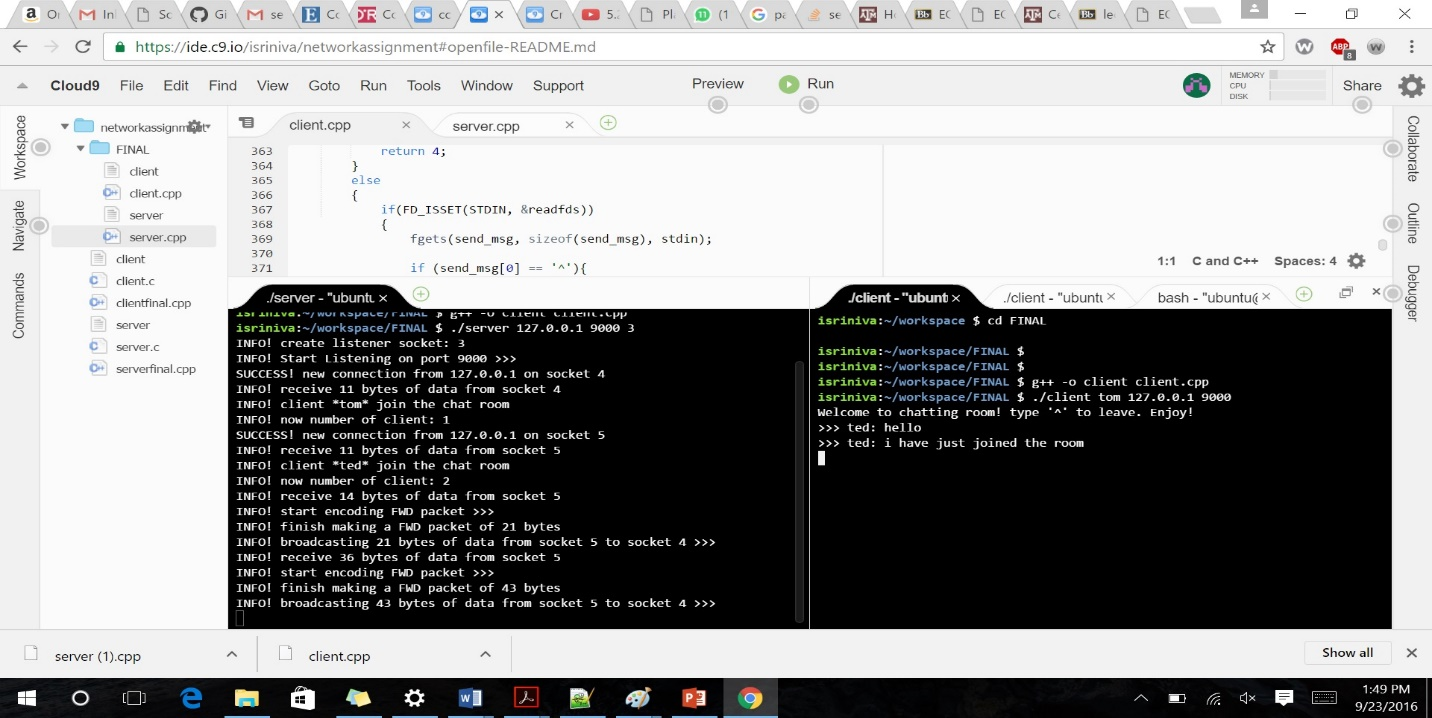 https://ide.c9.io/isriniva/networkassignment#openfile-README.md
Cloud9 File Edit Find View Goto Run Tools Window Support Preview Run MEMORY CPU DISK Share
Workspace
Navigate
Commands
FINAL
client
client.cpp
server
server.cpp
client
client.c
clientfinal.cpp
server
server.c
serverfinal.cpp
client.cpp server.cpp
363 return 4;
364 }
365 else
366 {
367 if(FD_ISSET(STDIN, &readfds))
368 {
369 fgets(send_msg, sizeof(send_msg), stdin);
370
371 if (send_msg[0] == '^'){
1:1 C and C++ Spaces: 4
Collaborate
Outline
Debugger
./server - "ubuntu
isriniva:~/workspace/FINAL $ g++ -o client client.cpp
isriniva:~/workspace/FINAL $ ./server 127.0.0.1 9000 3
INFO! create listener socket: 3
INFO! Start Listening on port 9000 >>>
SUCCESS! new connection from 127.0.0.1 on socket 4
INFO! receive 11 bytes of data from socket 4
INFO! client *tom* join the chat room
INFO! now number of client: 1
SUCCESS! new connection from 127.0.0.1 on socket 5
INFO! receive 11 bytes of data from socket 5
INFO! client *ted* join the chat room
INFO! now number of client: 2
INFO! receive 14 bytes of data from socket 5
INFO! start encoding FWD packet >>>
INFO! finish making a FWD packet of 21 bytes
INFO! broadcasting 21 bytes of data from socket 5 to socket 4 >>>
INFO! receive 36 bytes of data from socket 5
INFO! start encoding FWD packet >>>
INFO! finish making a FWD packet of 43 bytes
INFO! broadcasting 43 bytes of data from socket 5 to socket 4 >>>
./client - "ubunt ./client - "ubuntu bash - "ubuntu@
isriniva:~/workspace $ cd FINAL
isriniva:~/workspace/FINAL $
isriniva:~/workspace/FINAL $
isriniva:~/workspace/FINAL $ g++ -o client client.cpp
isriniva:~/workspace/FINAL $ ./client tom 127.0.0.1 9000
Welcome to chatting room! type '^' to leave. Enjoy!
>>> ted: hello
>>> ted: i have just joined the room
server (1).cpp client.cpp Show all
1:49 PM
9/23/2016